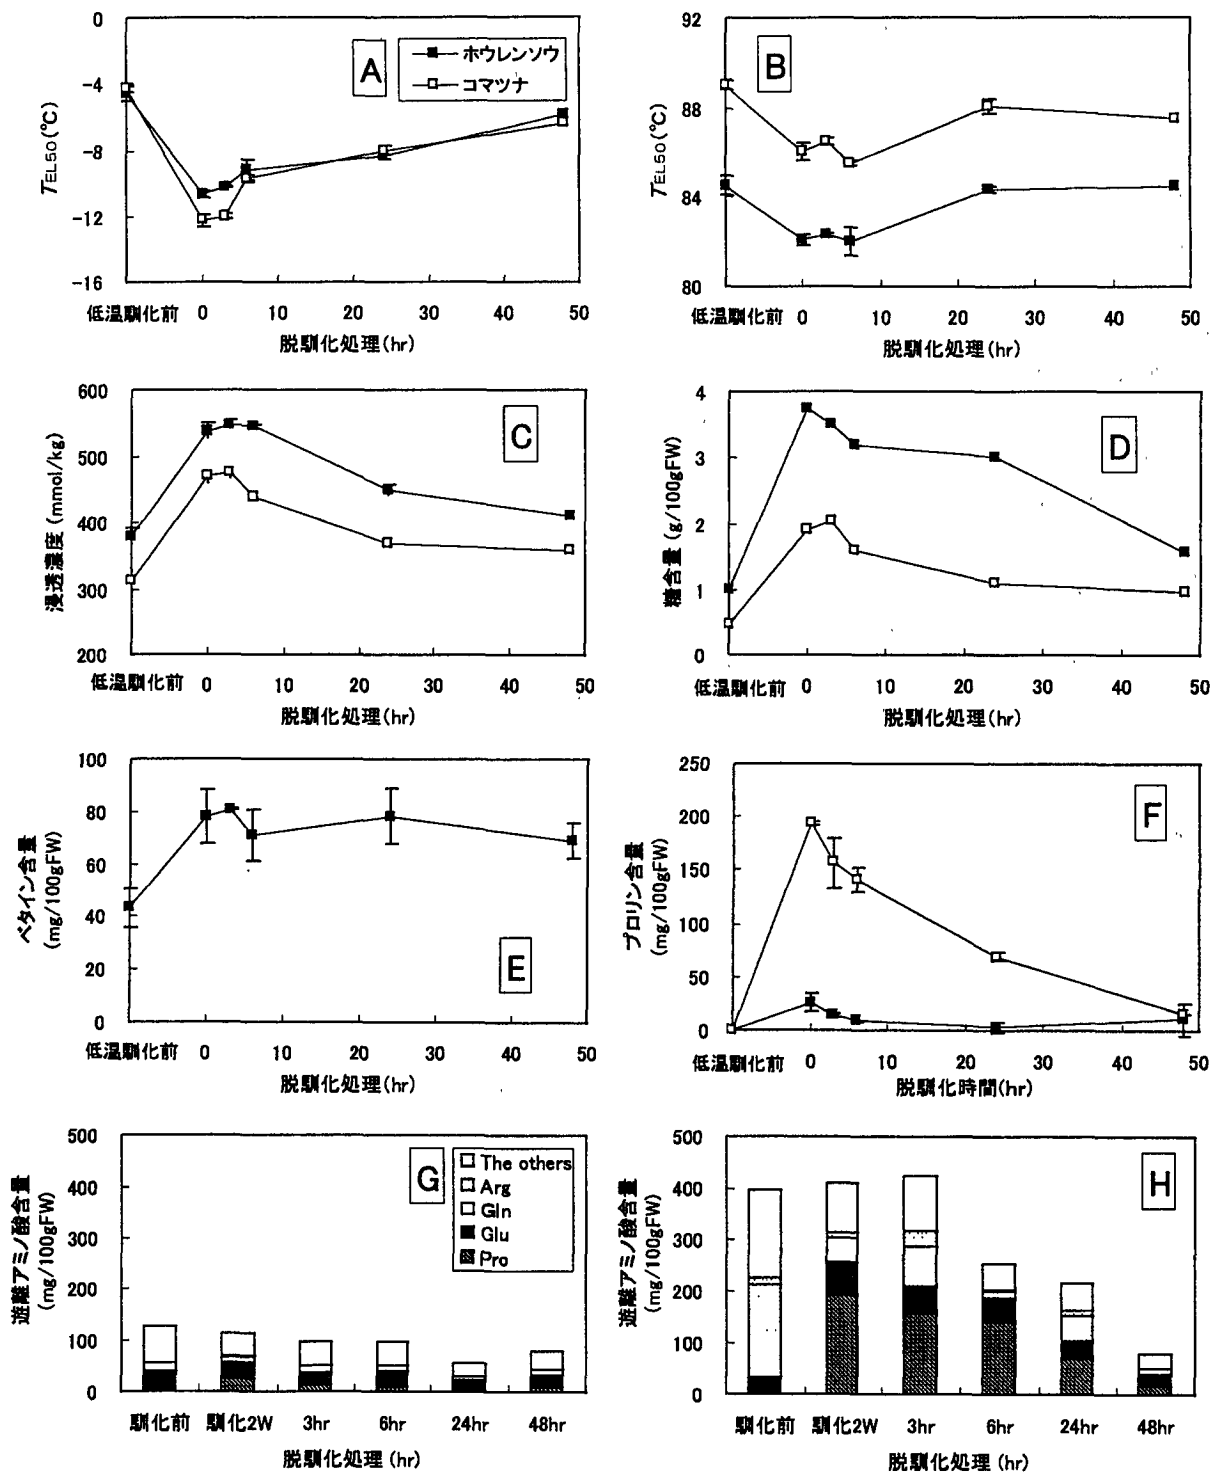 0
-4
-8
-12
-16
TEL50(℃)
A
ホウレンソウ
コマツナ
低温馴化前 0 10 20 30 40 50
脱馴化処理(hr)
92
88
84
80
TEL50(℃)
B
低温馴化前 0 10 20 30 40 50
脱馴化処理(hr)
600
500
400
300
200
浸透濃度 (mmol/kg)
C
低温馴化前 0 10 20 30 40 50
脱馴化処理(hr)
4
3
2
1
0
糖含量 (g/100gFW)
D
低温馴化前 0 10 20 30 40 50
脱馴化処理(hr)
100
80
60
40
20
0
ベタイン含量
(mg/100gFW)
E
低温馴化前 0 10 20 30 40 50
脱馴化処理(hr)
250
200
150
100
50
0
プロリン含量
(mg/100gFW)
F
低温馴化前 0 10 20 30 40 50
脱馴化時間(hr)
500
400
300
200
100
0
遊離アミノ酸含量
(mg/100gFW)
G
The others
Arg
Gln
Glu
Pro
馴化前 馴化2W 3hr 6hr 24hr 48hr
脱馴化処理 (hr)
500
400
300
200
100
0
遊離アミノ酸含量
(mg/100gFW)
H
馴化前 馴化2W 3hr 6hr 24hr 48hr
脱馴化処理 (hr)